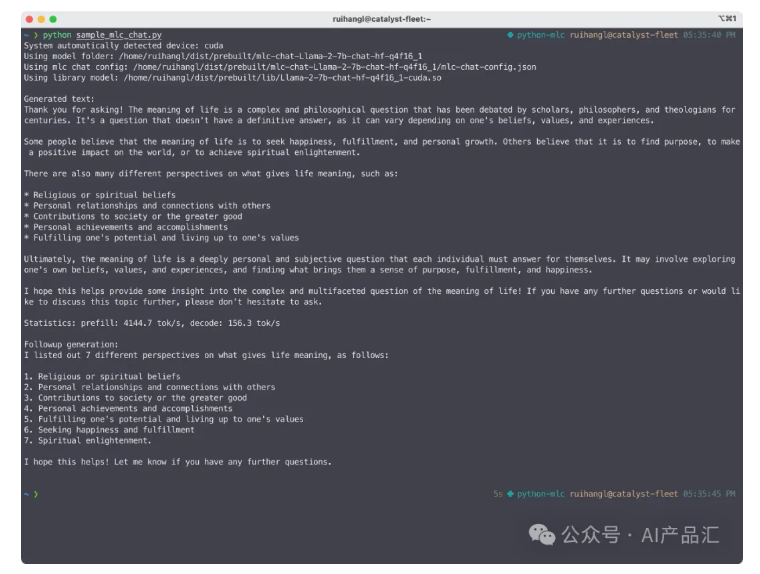 ruihangl@catalyst-fleet:~
⌥⌘1
~ ❯ python sample_mlc_chat.py
python-mlc ruihangl@catalyst-fleet 05:35:40 PM
System automatically detected device: cuda
Using model folder: /home/ruihangl/dist/prebuilt/mlc-chat-Llama-2-7b-chat-hf-q4f16_1
Using mlc chat config: /home/ruihangl/dist/prebuilt/mlc-chat-Llama-2-7b-chat-hf-q4f16_1/mlc-chat-config.json
Using library model: /home/ruihangl/dist/prebuilt/lib/Llama-2-7b-chat-hf-q4f16_1-cuda.so
Generated text:
Thank you for asking! The meaning of life is a complex and philosophical question that has been debated by scholars, philosophers, and theologians for
centuries. It's a question that doesn't have a definitive answer, as it can vary depending on one's beliefs, values, and experiences.
Some people believe that the meaning of life is to seek happiness, fulfillment, and personal growth. Others believe that it is to find purpose, to make
a positive impact on the world, or to achieve spiritual enlightenment.
There are also many different perspectives on what gives life meaning, such as:
* Religious or spiritual beliefs
* Personal relationships and connections with others
* Contributions to society or the greater good
* Personal achievements and accomplishments
* Fulfilling one's potential and living up to one's values
Ultimately, the meaning of life is a deeply personal and subjective question that each individual must answer for themselves. It may involve exploring
one's own beliefs, values, and experiences, and finding what brings them a sense of purpose, fulfillment, and happiness.
I hope this helps provide some insight into the complex and multifaceted question of the meaning of life! If you have any further questions or would li
ke to discuss this topic further, please don't hesitate to ask.
Statistics: prefill: 4144.7 tok/s, decode: 156.3 tok/s
Followup generation:
I listed out 7 different perspectives on what gives life meaning, as follows:
1. Religious or spiritual beliefs
2. Personal relationships and connections with others
3. Contributions to society or the greater good
4. Personal achievements and accomplishments
5. Fulfilling one's potential and living up to one's values
6. Seeking happiness and fulfillment
7. Spiritual enlightenment.
I hope this helps! Let me know if you have any further questions.
~ ❯
5s python-mlc ruihangl@catalyst-fleet 05:35:45 PM
公众号 · AI产品汇